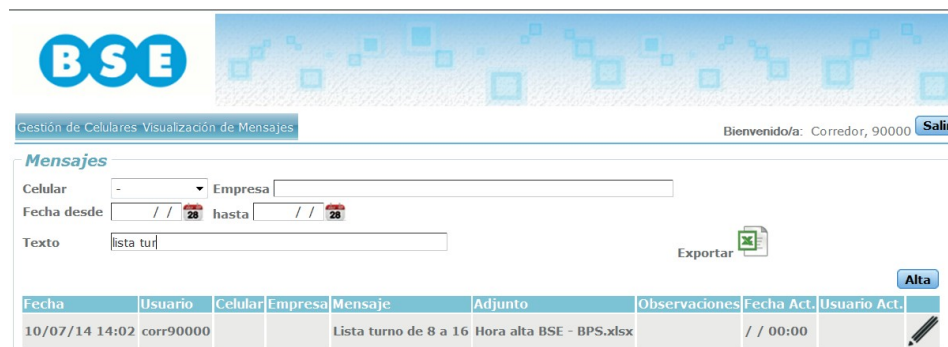 BSE
Gestión de Celulares Visualización de Mensajes
Bienvenido/a: Corredor, 90000 Salir
Mensajes
Celular - Empresa
Fecha desde / / 28 hasta / / 28
Texto lista tur
Exportar
Alta
Fecha Usuario Celular Empresa Mensaje Adjunto Observaciones Fecha Act. Usuario Act.
10/07/14 14:02 corr90000 Lista turno de 8 a 16 Hora alta BSE - BPS.xlsx / / 00:00